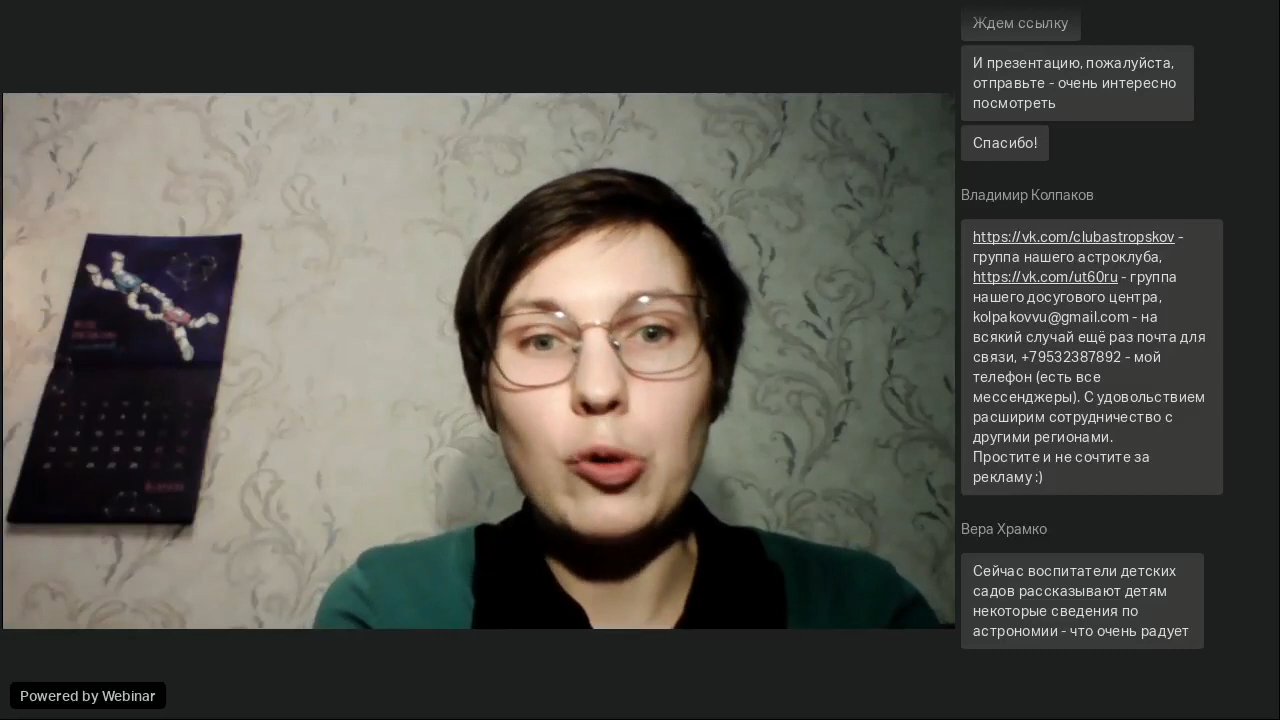 Ждем ссылку
И презентацию, пожалуйста,
отправьте - очень интересно
посмотреть
Спасибо!
Владимир Колпаков
https://vk.com/clubastropskov -
группа нашего астроклуба,
https://vk.com/ut60ru - группа
нашего досугового центра,
kolpakovvu@gmail.com - на
всякий случай ещё раз почта для
связи, +79532387892 - мой
телефон (есть все
мессенджеры). С удовольствием
расширим сотрудничество с
другими регионами.
Простите и не сочтите за
рекламу :)
Вера Храмко
Сейчас воспитатели детских
садов рассказывают детям
некоторые сведения по
астрономии - что очень радует
Powered by Webinar